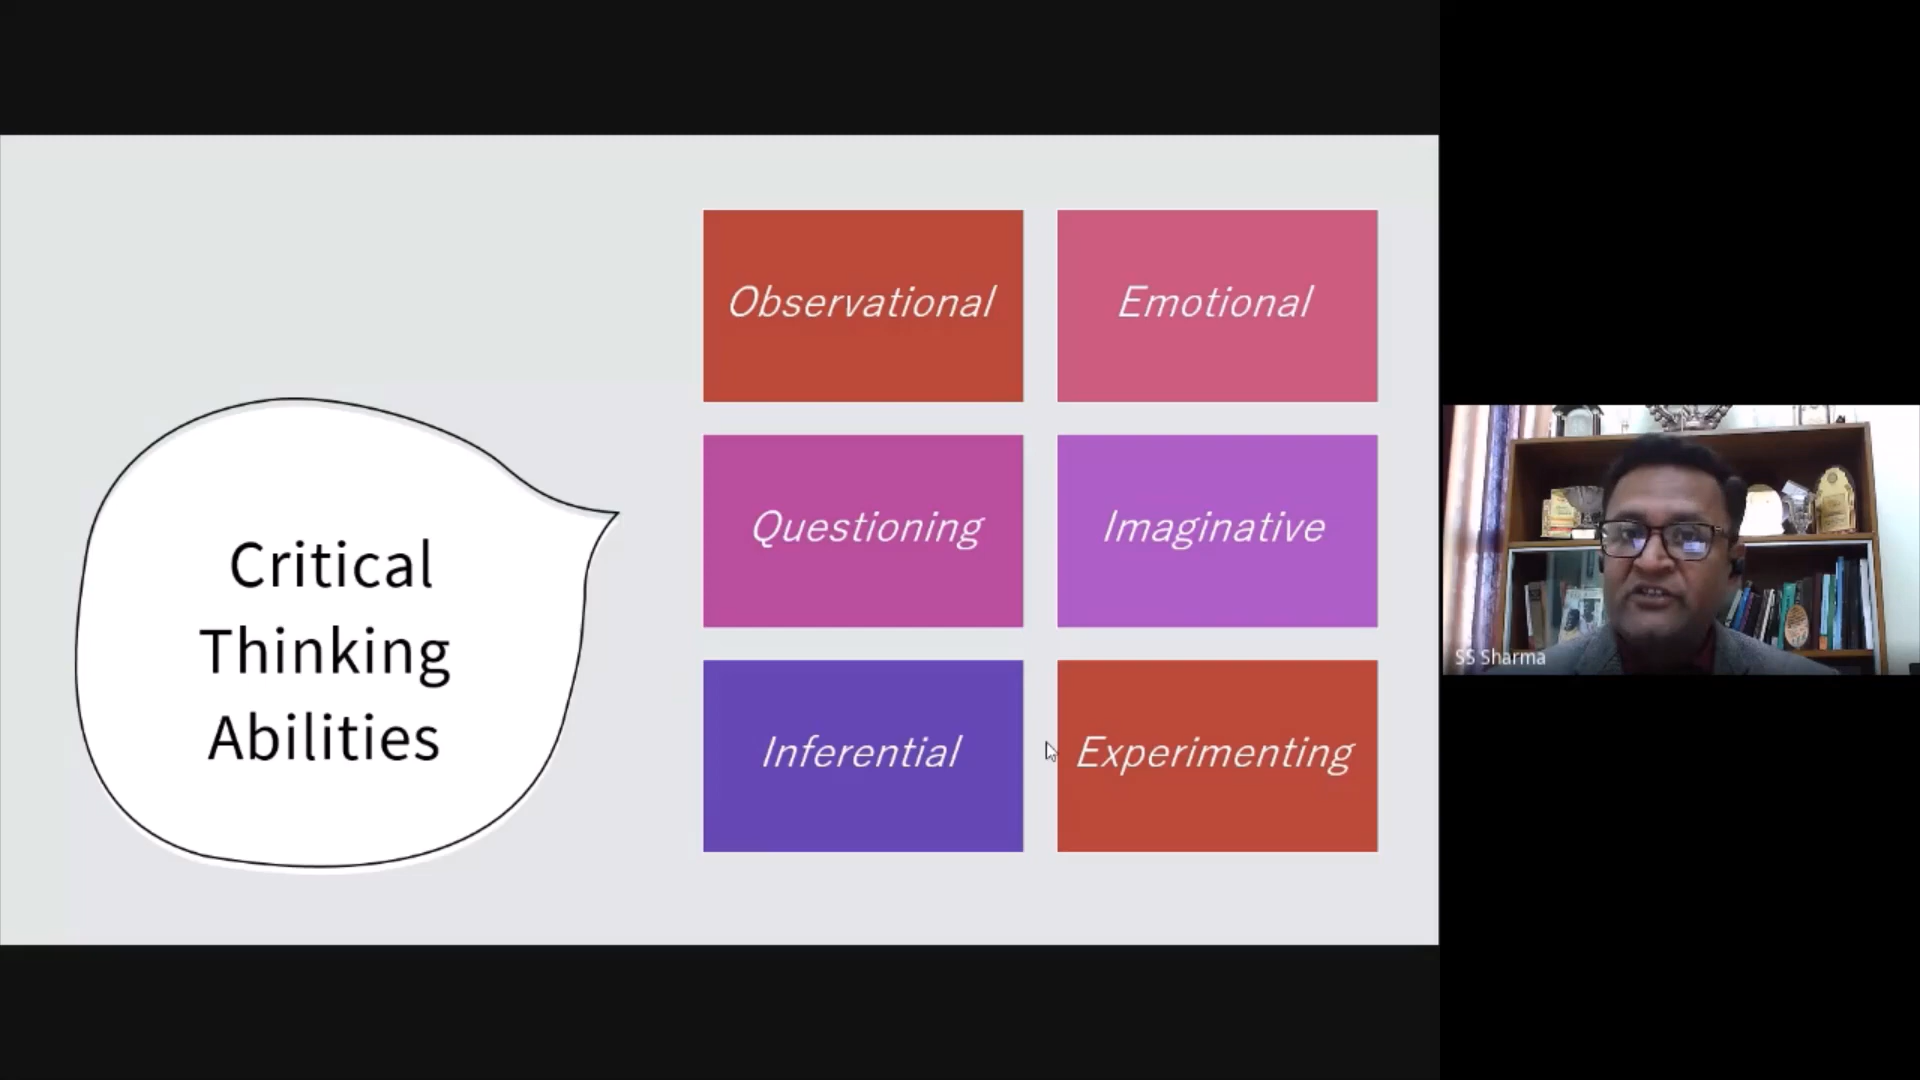 Critical
Thinking
Abilities
Observational
Emotional
Questioning
Imaginative
Inferential
Experimenting
SS Sharma